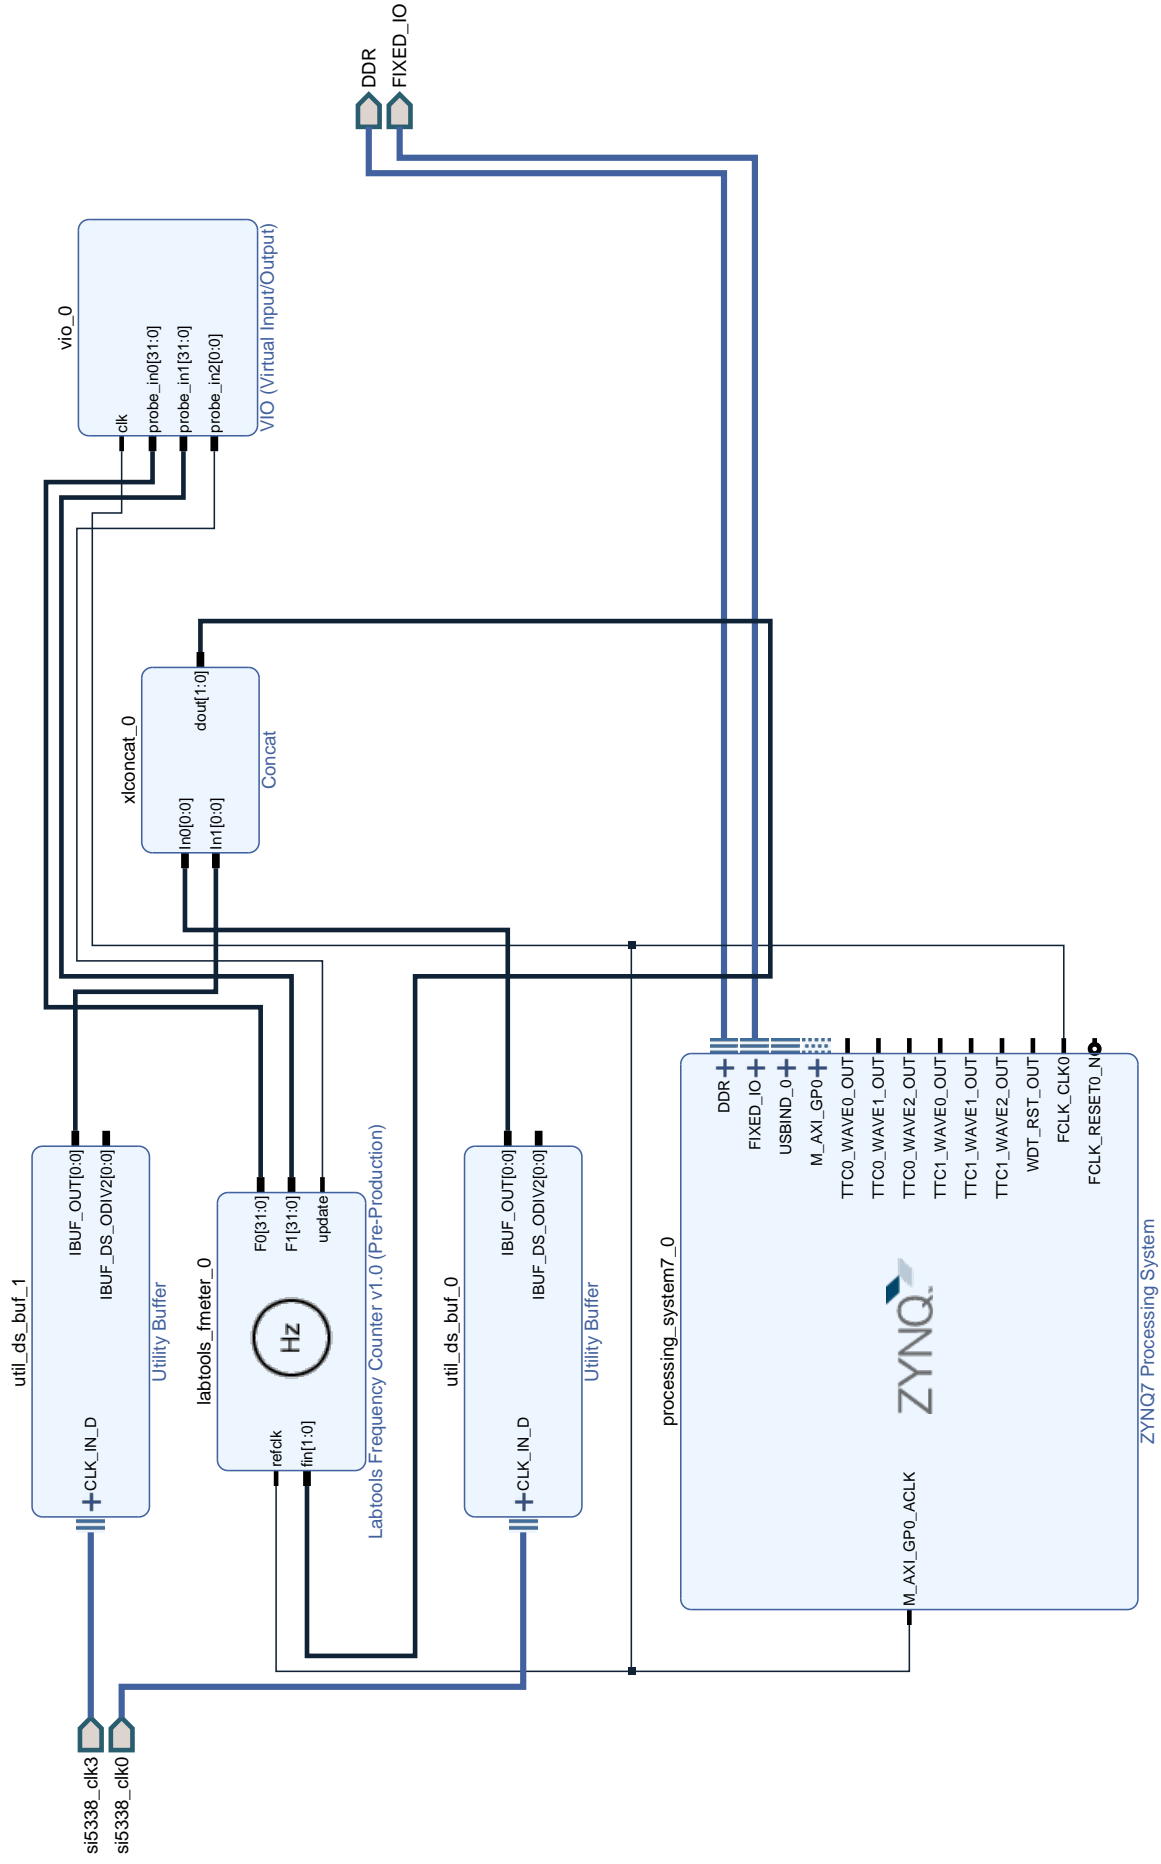 si5338_clk3
si5338_clk0
util_ds_buf_1
CLK_IN_D
IBUF_OUT[0:0]
IBUF_DS_ODIV2[0:0]
Utility Buffer
labtools_fmeter_0
refclk
fin[1:0]
Hz
F0[31:0]
F1[31:0]
update
Labtools Frequency Counter v1.0 (Pre-Production)
util_ds_buf_0
CLK_IN_D
IBUF_OUT[0:0]
IBUF_DS_ODIV2[0:0]
Utility Buffer
processing_system7_0
M_AXI_GP0_ACLK
ZYNQ.
DDR
FIXED_IO
USBIND_0
M_AXI_GP0
TTC0_WAVE0_OUT
TTC0_WAVE1_OUT
TTC0_WAVE2_OUT
TTC1_WAVE0_OUT
TTC1_WAVE1_OUT
TTC1_WAVE2_OUT
WDT_RST_OUT
FCLK_CLK0
FCLK_RESET0_N
ZYNQ7 Processing System
xlconcat_0
In0[0:0]
In1[0:0]
dout[1:0]
Concat
vio_0
clk
probe_in0[31:0]
probe_in1[31:0]
probe_in2[0:0]
VIO (Virtual Input/Output)
DDR
FIXED_IO